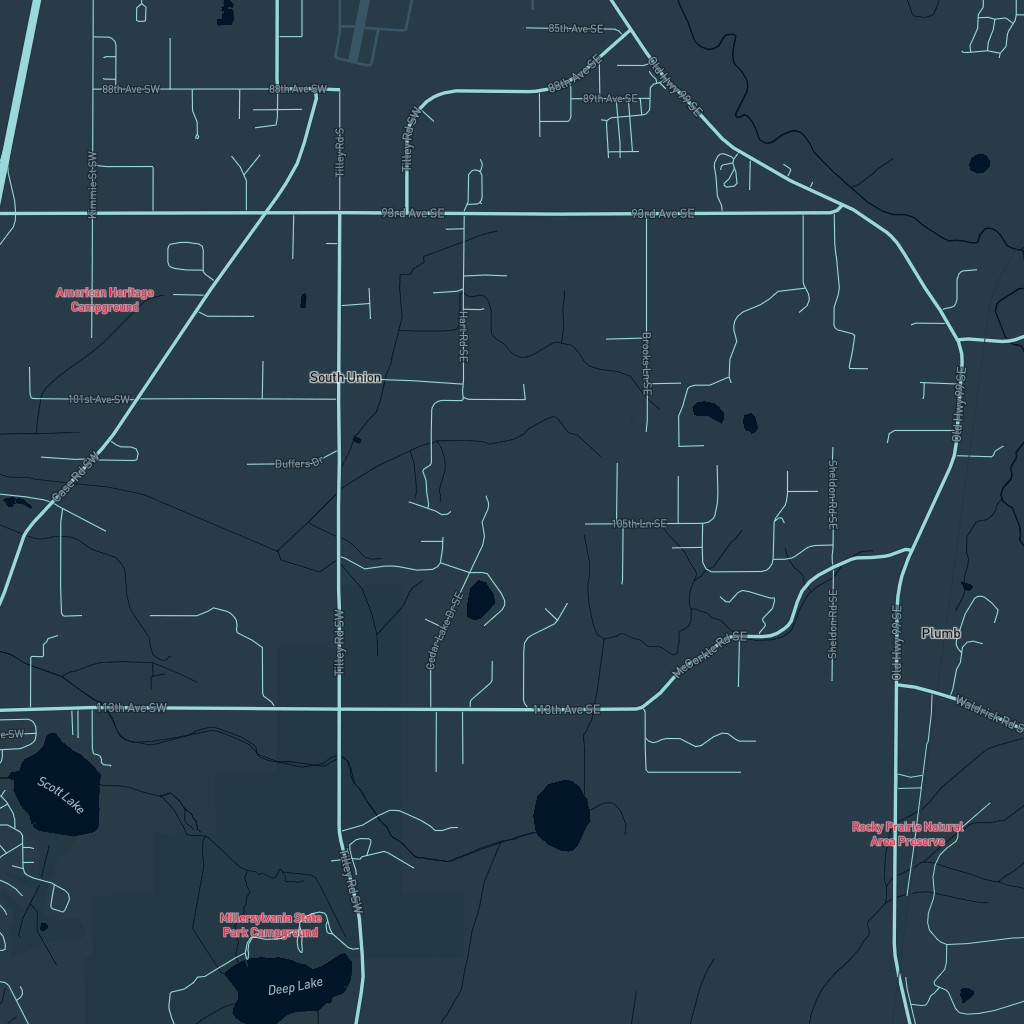 85th Ave SE
Old Hwy 99 SE
88th Ave SW
88th Ave SW
88th Ave SE
89th Ave SE
Tilley Rd SW
Tilley Rd S
Kimmie St SW
93rd Ave SE
93rd Ave SE
American Heritage
Campground
Hart Rd SE
Brooks Ln SE
South Union
Old Hwy 99 SE
101st Ave SW
Duffers Dr
Case Rd SW
Sheldon Rd SE
105th Ln SE
Cedar Lake Dr SE
Tilley Rd SW
Sheldon Rd SE
Old Hwy 99 SE
Plumb
McCorkle Rd SE
113th Ave SW
113th Ave SE
Waldrick Rd S
e SW
Scott Lake
Rocky Prairie Natural
Area Preserve
Tilley Rd SW
Millersylvania State
Park Campground
Deep Lake